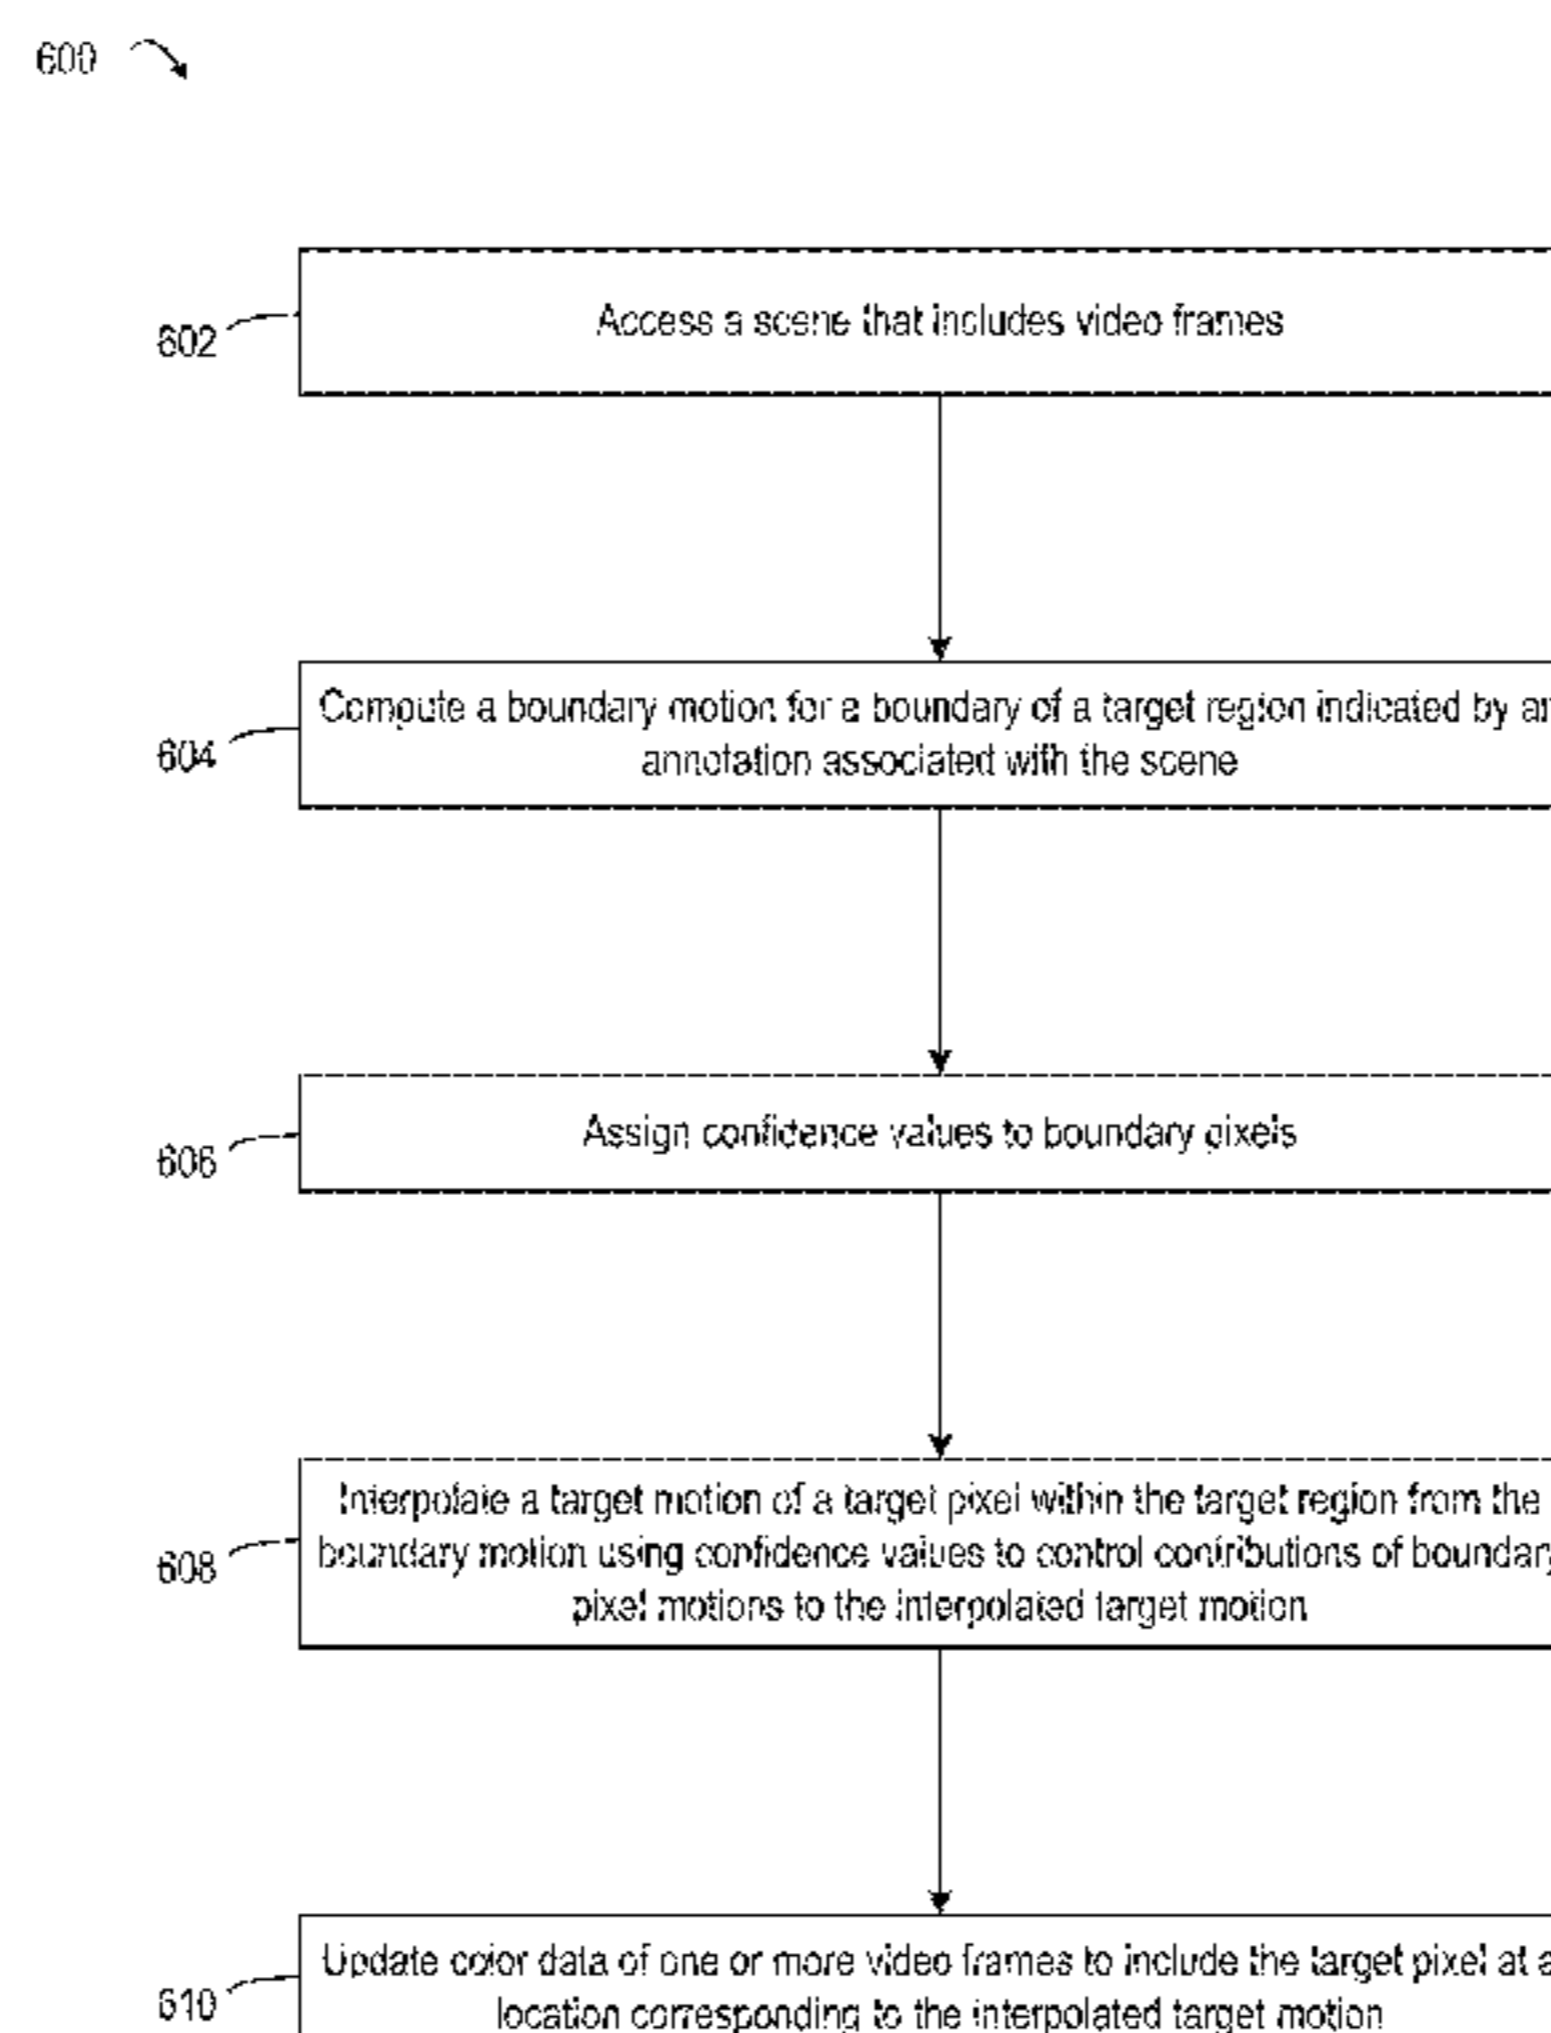 600
602
Access a scene that includes video frames
604
Compute a boundary motion for a boundary of a target region indicated by an
annotation associated with the scene
606
Assign confidence values to boundary pixels
608
Interpolate a target motion of a target pixel within the target region from the
boundary motion using confidence values to control contributions of boundary
pixel motions to the interpolated target motion
610
Update color data of one or more video frames to include the target pixel at a
location corresponding to the interpolated target motion